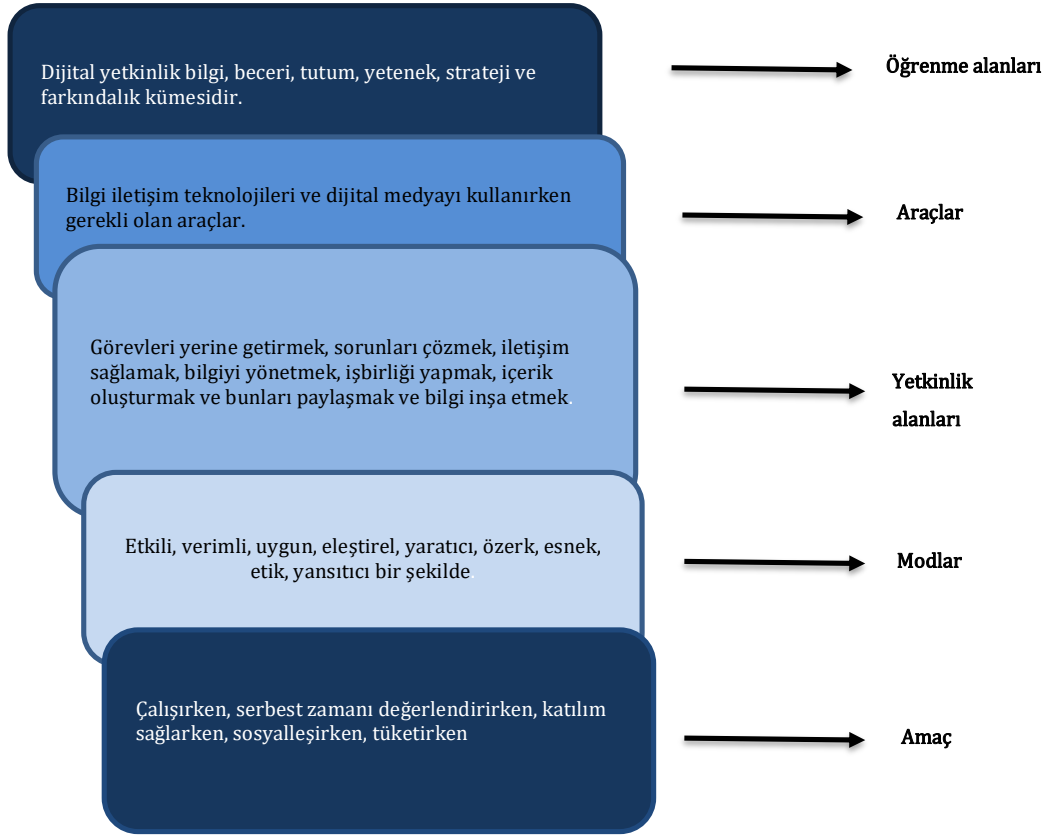 Dijital yetkinlik bilgi, beceri, tutum, yetenek, strateji ve
farkındalık kümesidir.
Öğrenme alanları
Bilgi iletişim teknolojileri ve dijital medyayı kullanırken
gerekli olan araçlar.
Araçlar
Görevleri yerine getirmek, sorunları çözmek, iletişim
sağlamak, bilgiyi yönetmek, işbirliği yapmak, içerik
oluşturmak ve bunları paylaşmak ve bilgi inşa etmek.
Yetkinlik
alanları
Etkili, verimli, uygun, eleştirel, yaratıcı, özerk, esnek,
etik, yansıtıcı bir şekilde.
Modlar
Çalışırken, serbest zamanı değerlendirirken, katılım
sağlarken, sosyalleşirken, tüketirken
Amaç